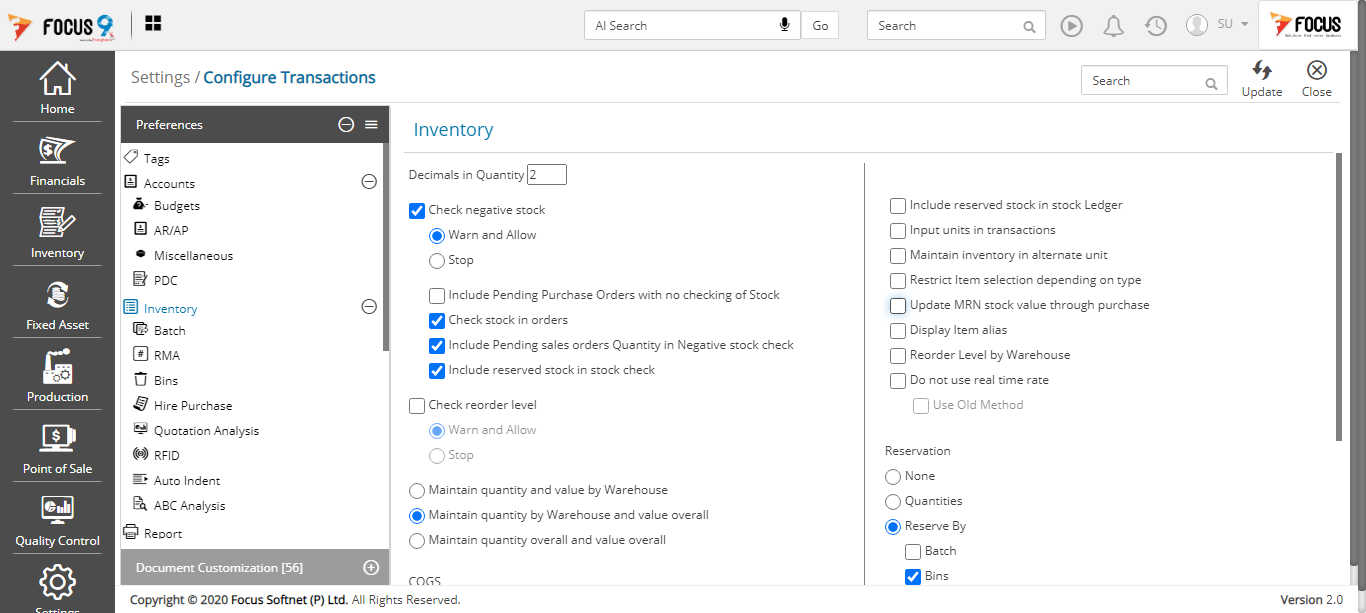 FOCUS 9
AI Search
Go
Search
SU
FOCUS
Home
Financials
Inventory
Fixed Asset
Production
Point of Sale
Quality Control
Settings
Settings / Configure Transactions
Search
Update
Close
Preferences
Tags
Accounts
Budgets
AR/AP
Miscellaneous
PDC
Inventory
Batch
RMA
Bins
Hire Purchase
Quotation Analysis
RFID
Auto Indent
ABC Analysis
Report
Document Customization [56]
Inventory
Decimals in Quantity 2
Check negative stock
Warn and Allow
Stop
Include Pending Purchase Orders with no checking of Stock
Check stock in orders
Include Pending sales orders Quantity in Negative stock check
Include reserved stock in stock check
Check reorder level
Warn and Allow
Stop
Maintain quantity and value by Warehouse
Maintain quantity by Warehouse and value overall
Maintain quantity overall and value overall
COGS
Include reserved stock in stock Ledger
Input units in transactions
Maintain inventory in alternate unit
Restrict Item selection depending on type
Update MRN stock value through purchase
Display Item alias
Reorder Level by Warehouse
Do not use real time rate
Use Old Method
Reservation
None
Quantities
Reserve By
Batch
Bins
Copyright © 2020 Focus Softnet (P) Ltd. All Rights Reserved.
Version 2.0